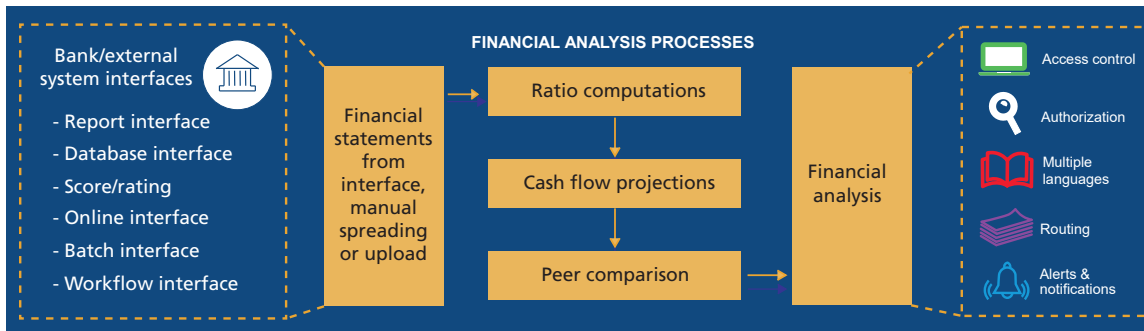 FINANCIAL ANALYSIS PROCESSES
Bank/external
system interfaces
- Report interface
- Database interface
- Score/rating
- Online interface
- Batch interface
- Workflow interface
Financial
statements
from
interface,
manual
spreading
or upload
Ratio computations
Cash flow projections
Peer comparison
Financial
analysis
Access control
Authorization
Multiple
languages
Routing
Alerts &
notifications